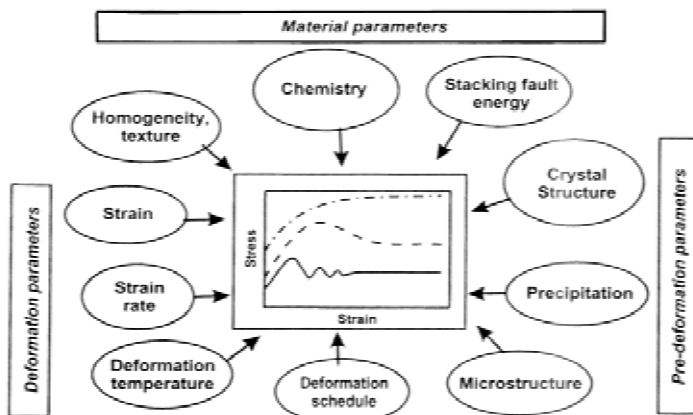 Material parameters
Chemistry
Stacking fault
energy
Homogeneity,
texture
Crystal
Structure
Strain
Strain
rate
Precipitation
Deformation
temperature
Deformation
schedule
Microstructure
Stress
Strain
Deformation parameters
Pre-deformation parameters